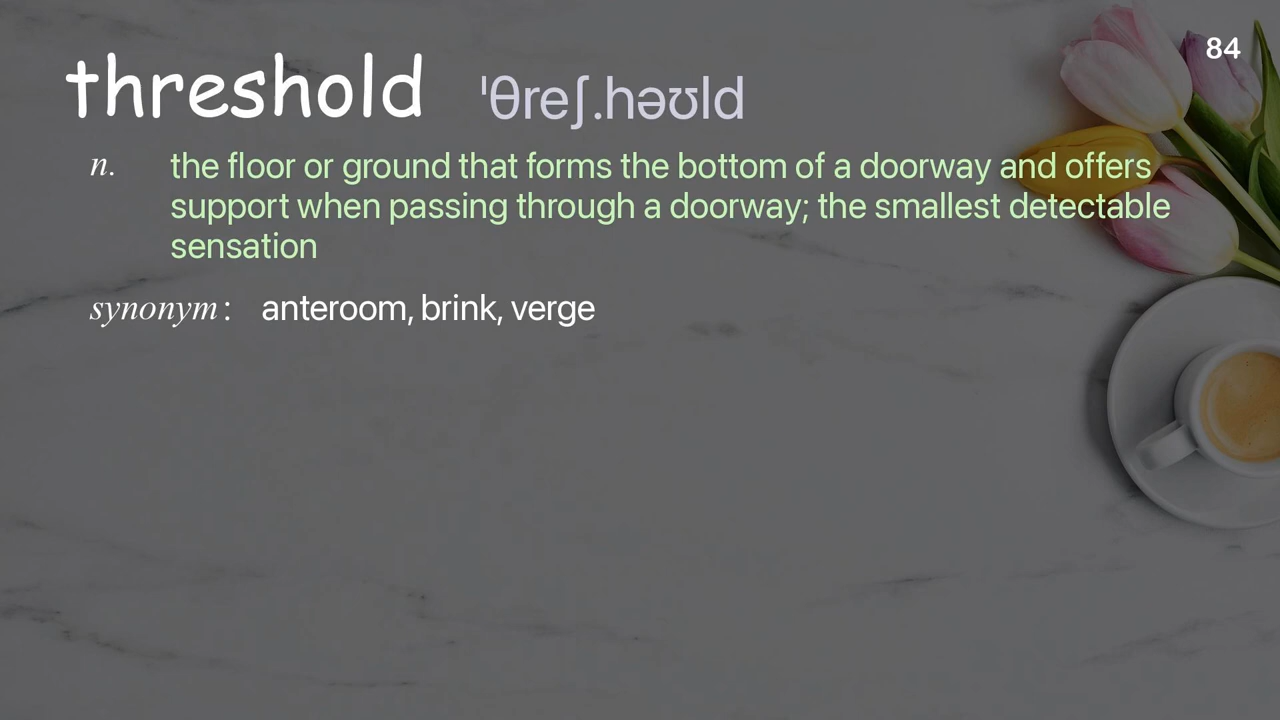 84
threshold ˈθreʃ.həʊld
n. the floor or ground that forms the bottom of a doorway and offers
support when passing through a doorway; the smallest detectable
sensation
synonym: anteroom, brink, verge